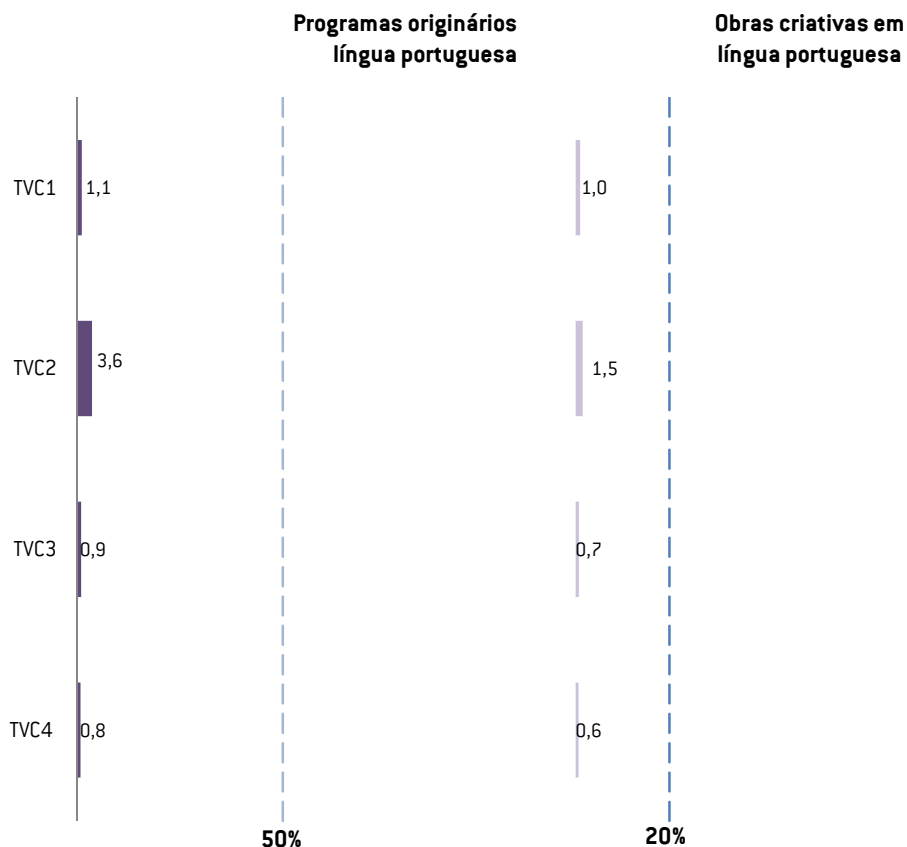 Programas originários
língua portuguesa
Obras criativas em
língua portuguesa
TVC1
1,1
1,0
TVC2
3,6
1,5
TVC3
0,9
0,7
TVC4
0,8
0,6
50%
20%